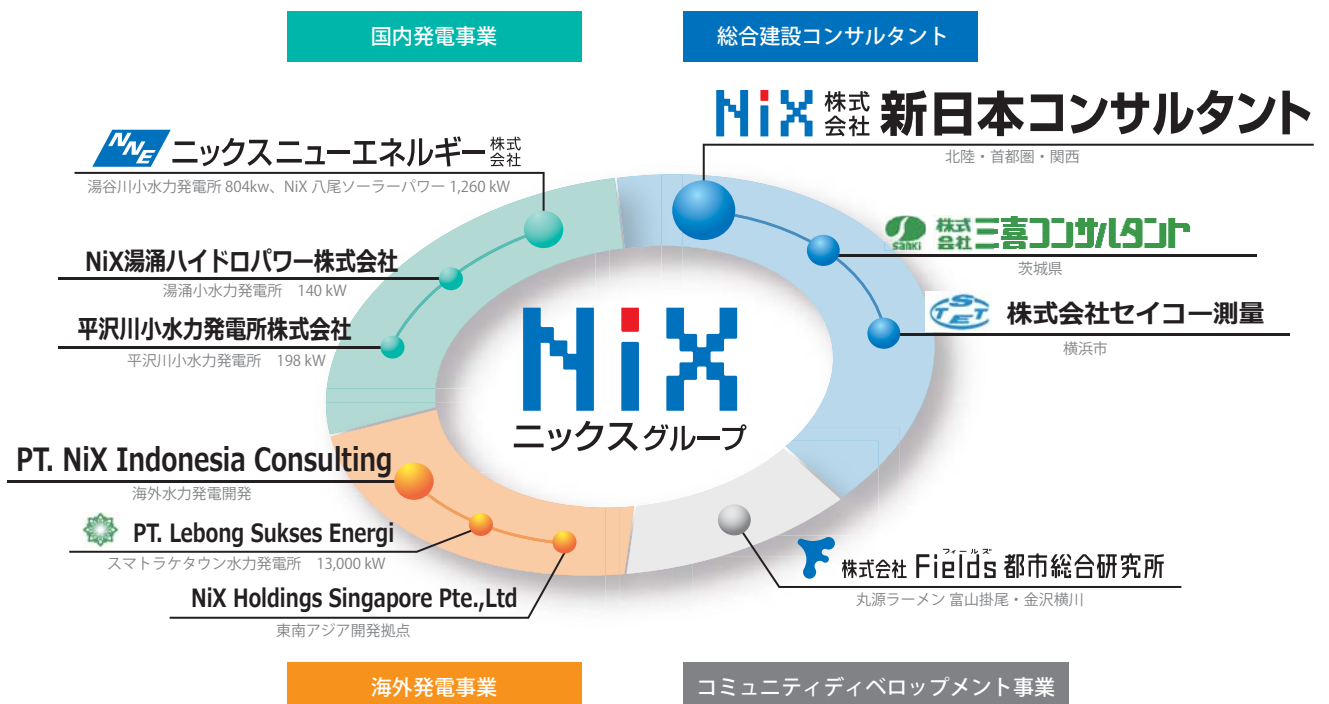 国内発電事業
総合建設コンサルタント
NiX 株式会社 新日本コンサルタント
北陸・首都圏・関西
NNE ニックスニューエネルギー株式会社
湯谷川小水力発電所 804kw、NiX 八尾ソーラーパワー 1,260 kW
sanki 株式会社 三喜コンサルタント
茨城県
NiX湯涌ハイドロパワー株式会社
湯涌小水力発電所 140 kW
STET 株式会社セイコー測量
横浜市
平沢川小水力発電所株式会社
平沢川小水力発電所 198 kW
NiX
ニックスグループ
PT. NiX Indonesia Consulting
海外水力発電開発
PT. Lebong Sukses Energi
スマトラケタウン水力発電所 13,000 kW
NiX Holdings Singapore Pte.,Ltd
東南アジア開発拠点
フィールズ
株式会社 Fields 都市総合研究所
丸源ラーメン 富山掛尾・金沢横川
海外発電事業
コミュニティディベロップメント事業